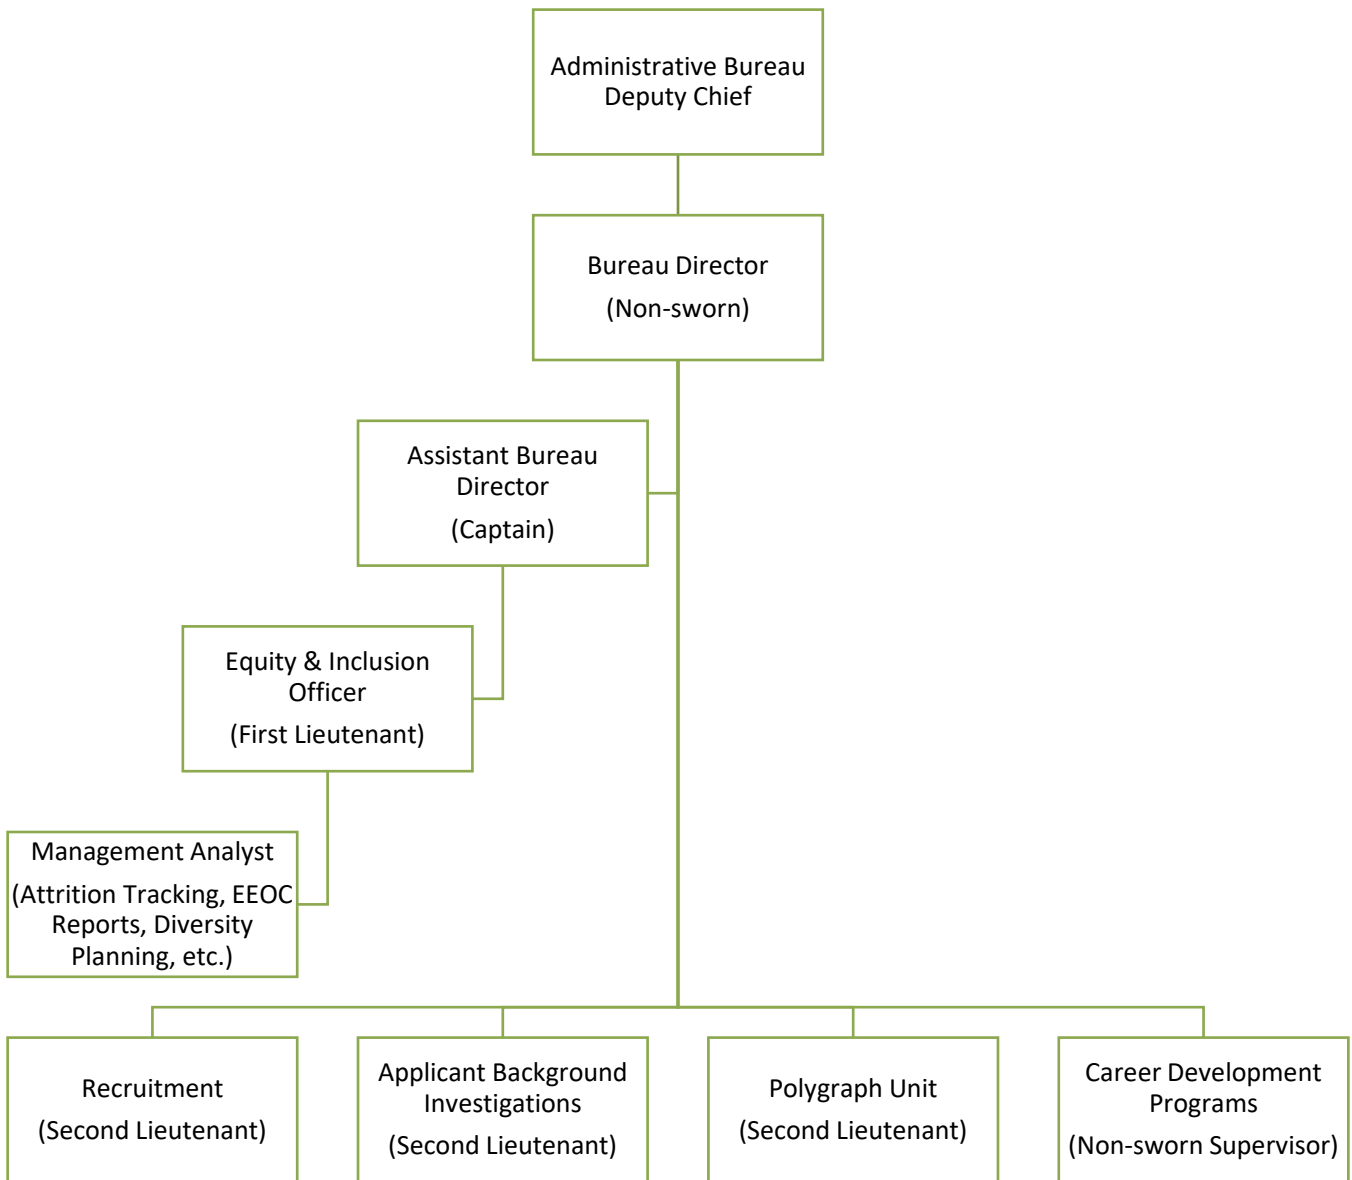 Administrative Bureau
Deputy Chief
Bureau Director
(Non-sworn)
Assistant Bureau
Director
(Captain)
Equity & Inclusion
Officer
(First Lieutenant)
Management Analyst
(Attrition Tracking, EEOC
Reports, Diversity
Planning, etc.)
Recruitment
(Second Lieutenant)
Applicant Background
Investigations
(Second Lieutenant)
Polygraph Unit
(Second Lieutenant)
Career Development
Programs
(Non-sworn Supervisor)